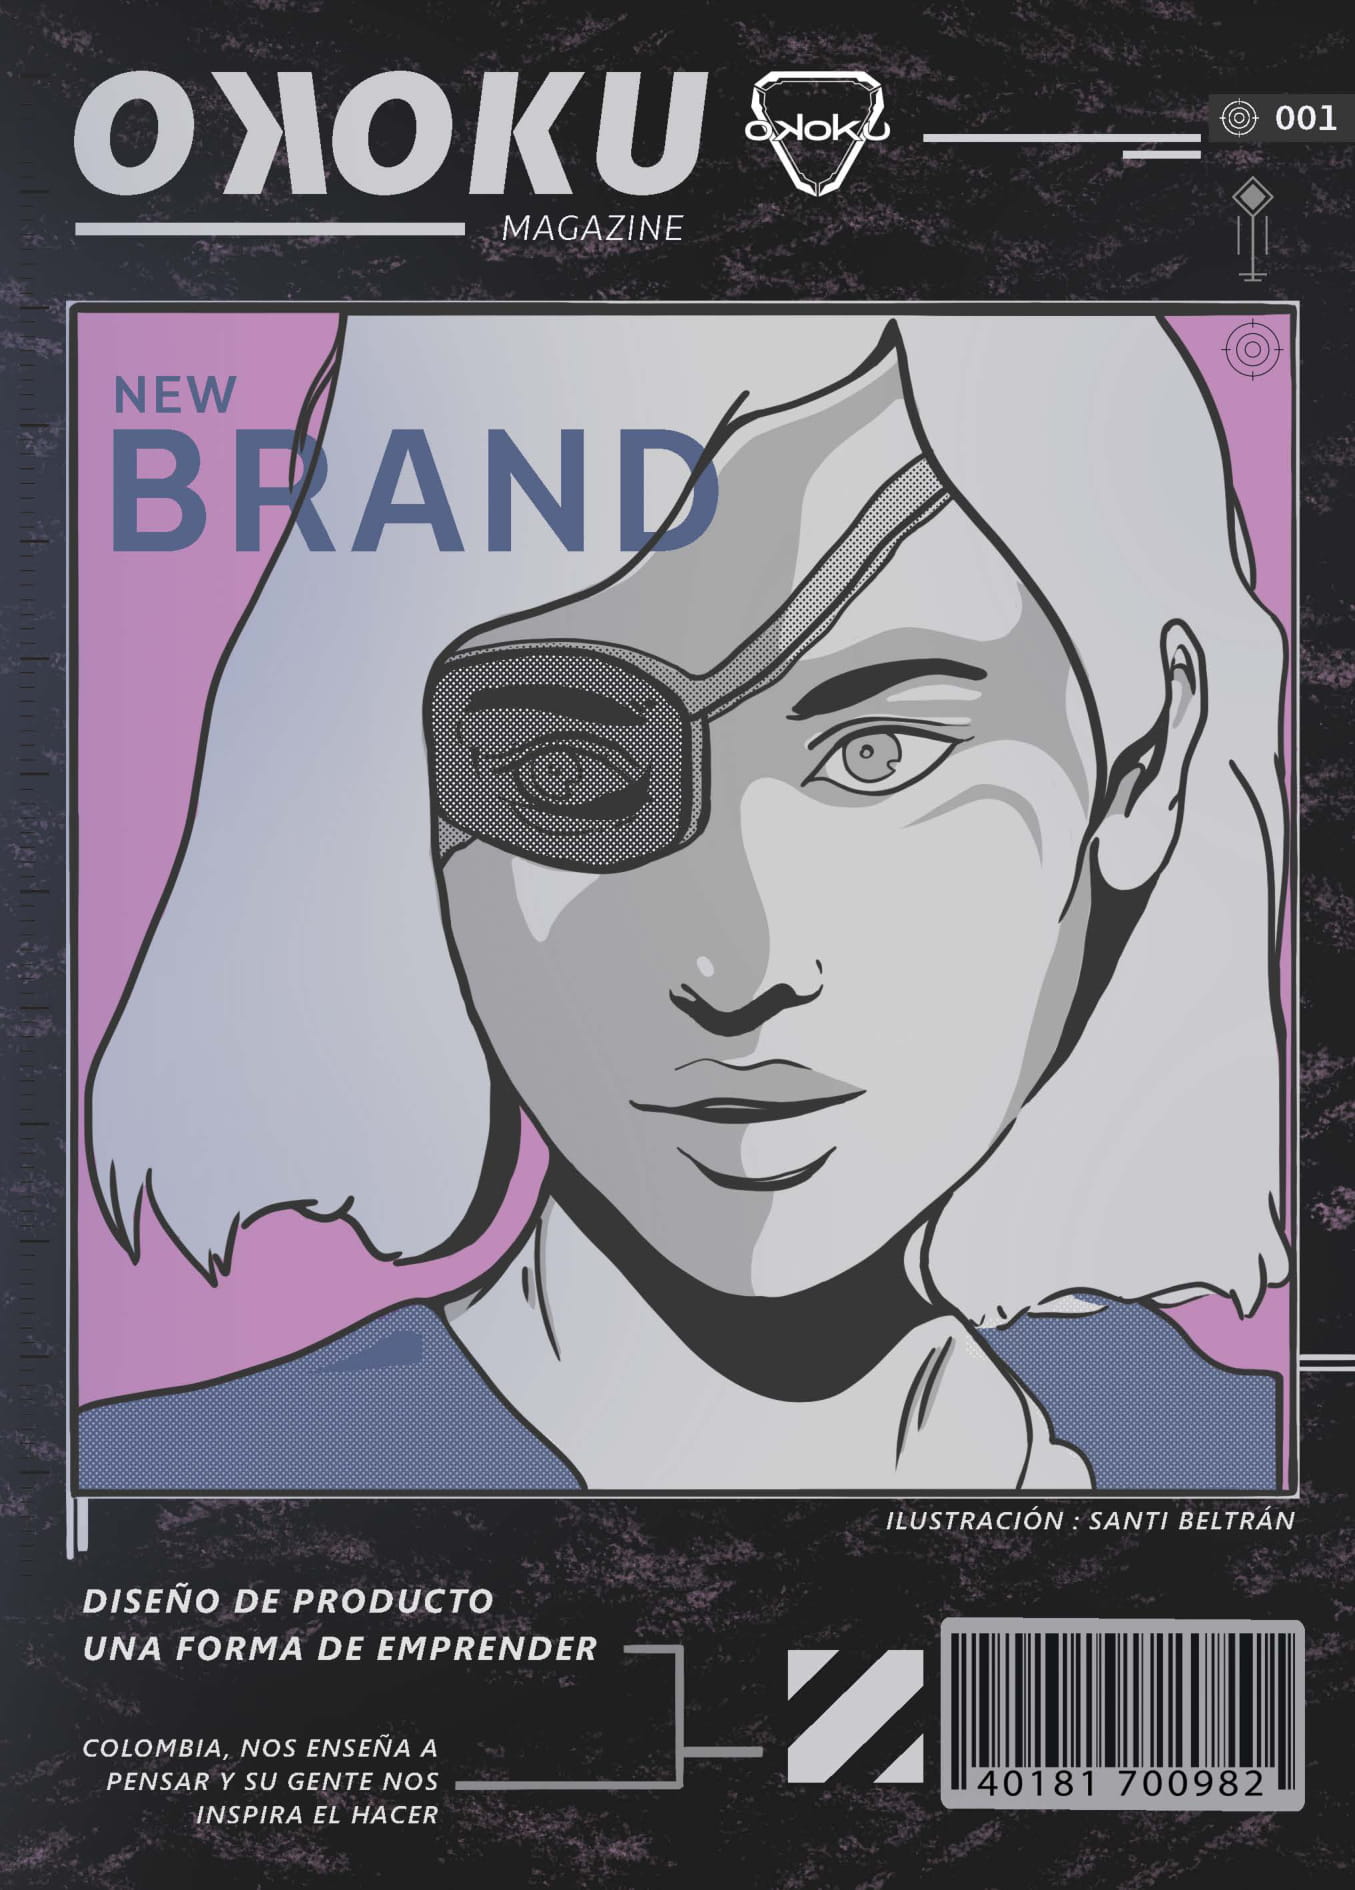 OKOKU
OKOKU
001
MAGAZINE
NEW
BRAND
ILUSTRACIÓN : SANTI BELTRÁN
DISEÑO DE PRODUCTO
UNA FORMA DE EMPRENDER
COLOMBIA, NOS ENSEÑA A
PENSAR Y SU GENTE NOS
INSPIRA EL HACER
40181 700982